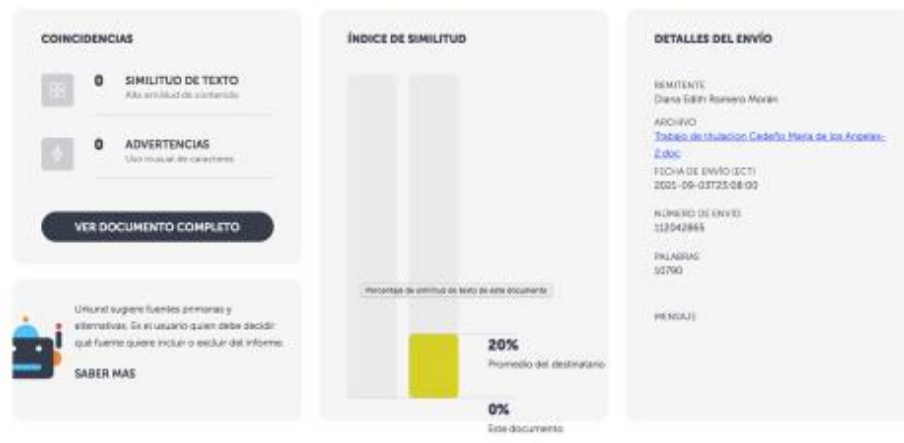 COINCIDENCIAS
0 SIMILITUD DE TEXTO
Alta similitud de contenido
0 ADVERTENCIAS
Uso inusual de caracteres
VER DOCUMENTO COMPLETO
Urkund sugiere fuentes primarias y
alternativas. Es el usuario quien debe decidir
qué fuente quiere incluir o excluir del informe.
SABER MAS
ÍNDICE DE SIMILITUD
Porcentaje de similitud de texto de este documento
20%
Promedio del destinatario
0%
Este documento
DETALLES DEL ENVÍO
REMITENTE
Diana Edith Romero Morán
ARCHIVO
Trabajo de titulacion Cedeño Maria de los Angeles-
2.doc
FECHA DE ENVÍO (ECT)
2021-09-03T23:08:00
NÚMERO DE ENVÍO
112042865
PALABRAS
10790
MENSAJE